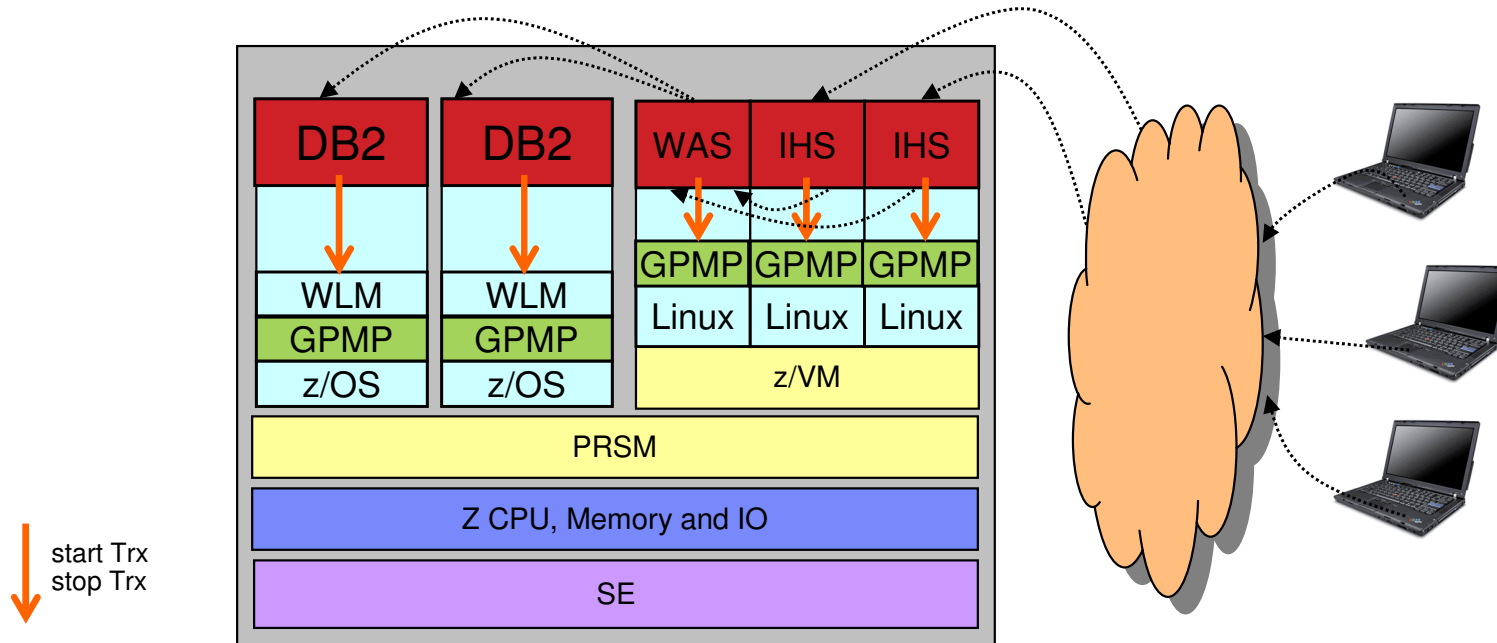 DB2
DB2
WAS
IHS
IHS
GPMP
GPMP
GPMP
WLM
WLM
Linux
Linux
Linux
GPMP
GPMP
z/OS
z/OS
z/VM
PRSM
Z CPU, Memory and IO
start Trx
stop Trx
SE